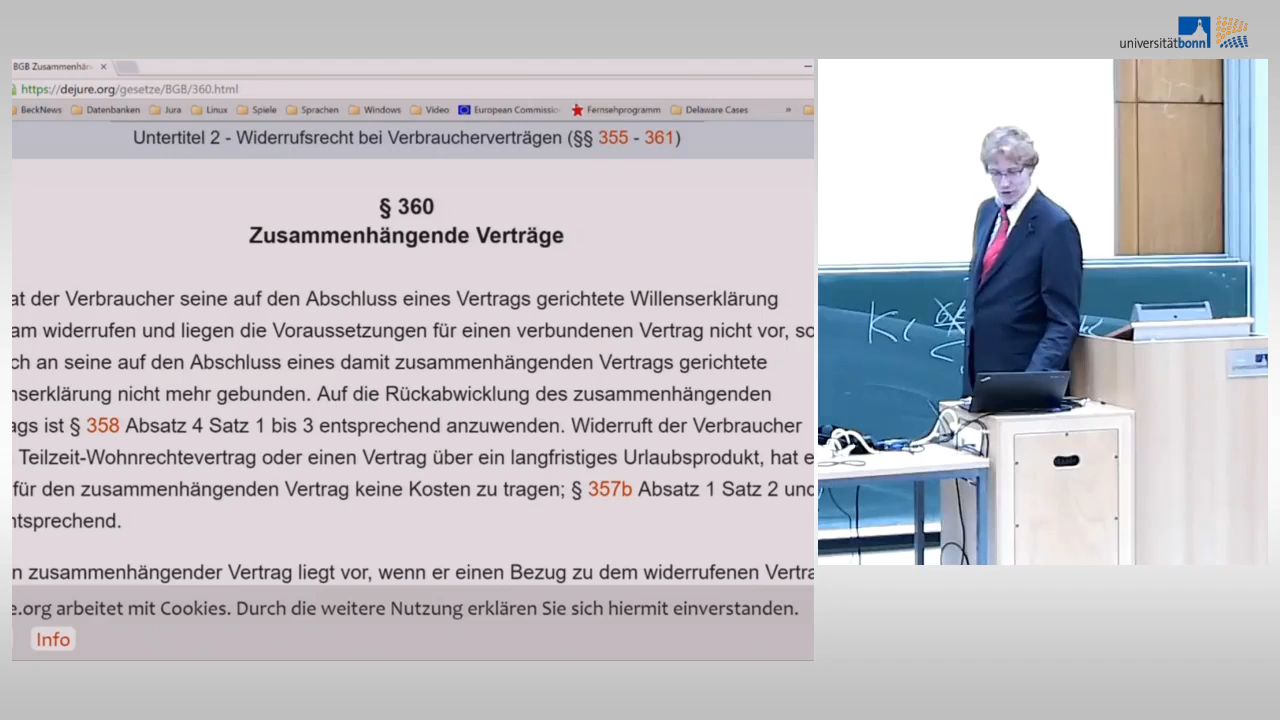 universitätbonn
BGB Zusammenhän
https://dejure.org/gesetze/BGB/360.html
BeckNews Datenbanken Jura Linux Spiele Sprachen Windows Video European Commissio Fernsehprogramm Delaware Cases »
Untertitel 2 - Widerrufsrecht bei Verbraucherverträgen (§§ 355 - 361)
§ 360
Zusammenhängende Verträge
at der Verbraucher seine auf den Abschluss eines Vertrags gerichtete Willenserklärung
am widerrufen und liegen die Voraussetzungen für einen verbundenen Vertrag nicht vor, so
ch an seine auf den Abschluss eines damit zusammenhängenden Vertrags gerichtete
nserklärung nicht mehr gebunden. Auf die Rückabwicklung des zusammenhängenden
ags ist § 358 Absatz 4 Satz 1 bis 3 entsprechend anzuwenden. Widerruft der Verbraucher
Teilzeit-Wohnrechtevertrag oder einen Vertrag über ein langfristiges Urlaubsprodukt, hat e
für den zusammenhängenden Vertrag keine Kosten zu tragen; § 357b Absatz 1 Satz 2 und
ntsprechend.
n zusammenhängender Vertrag liegt vor, wenn er einen Bezug zu dem widerrufenen Vertra
e.org arbeitet mit Cookies. Durch die weitere Nutzung erklären Sie sich hiermit einverstanden.
Info